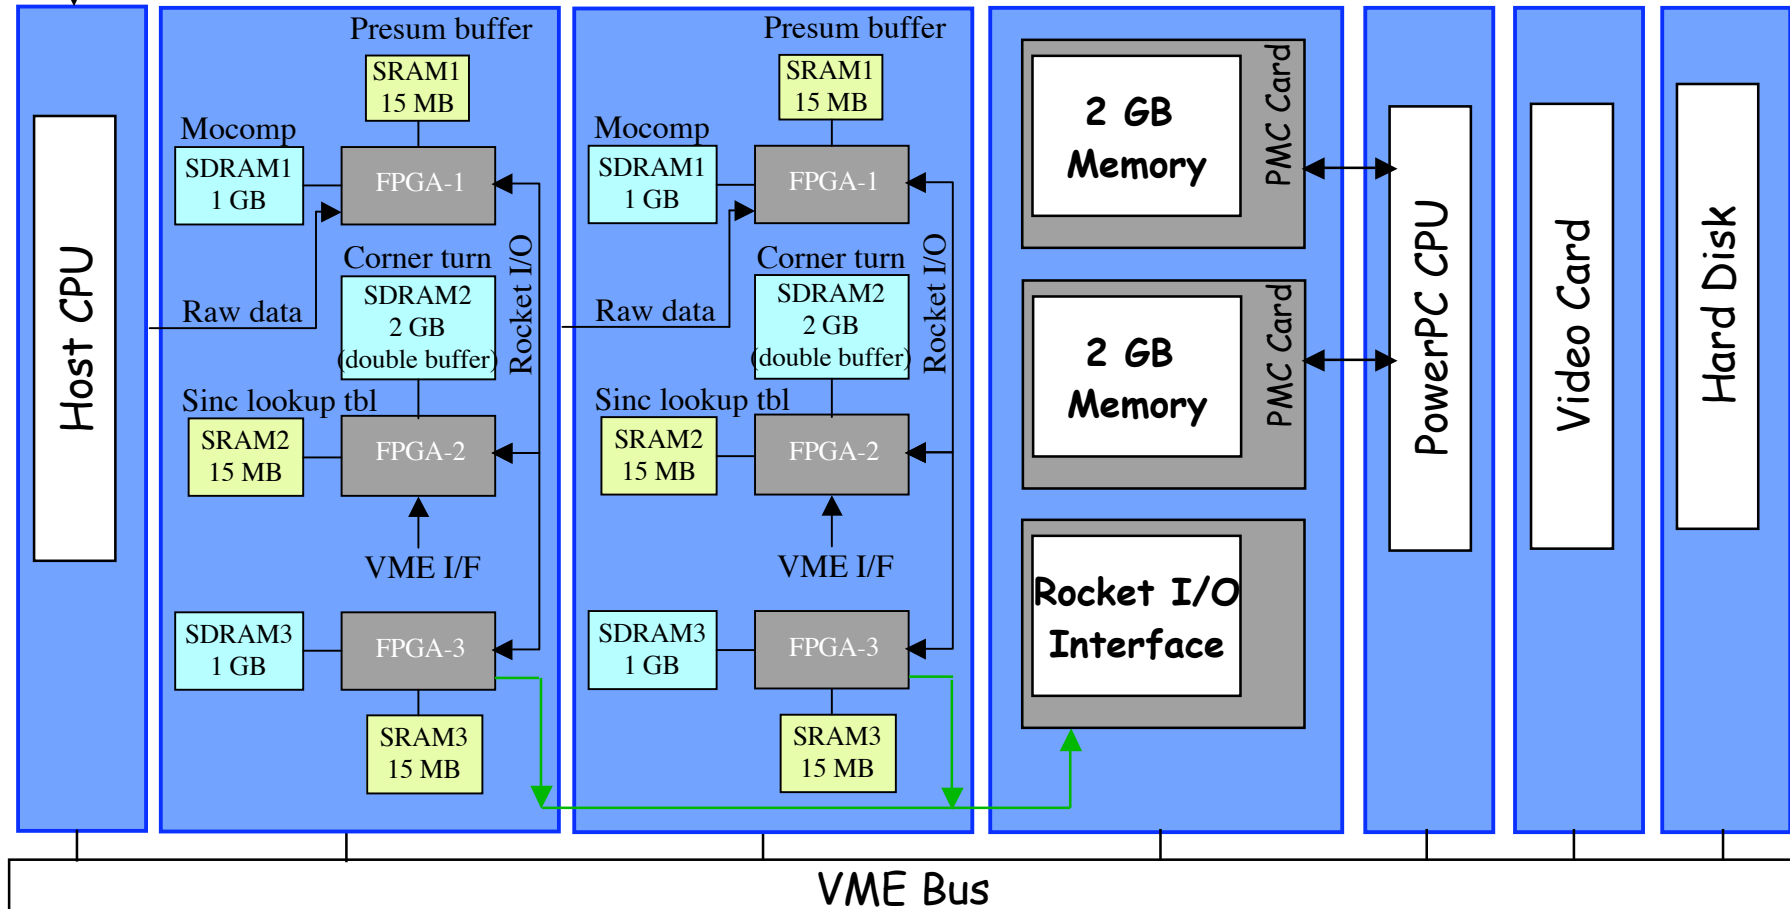 Host CPU
Presum buffer
SRAM1
15 MB
Mocomp
SDRAM1
1 GB
FPGA-1
Raw data
Corner turn
SDRAM2
2 GB
(double buffer)
Rocket I/O
Sinc lookup tbl
SRAM2
15 MB
FPGA-2
VME I/F
SDRAM3
1 GB
FPGA-3
SRAM3
15 MB
Presum buffer
SRAM1
15 MB
Mocomp
SDRAM1
1 GB
FPGA-1
Raw data
Corner turn
SDRAM2
2 GB
(double buffer)
Rocket I/O
Sinc lookup tbl
SRAM2
15 MB
FPGA-2
VME I/F
SDRAM3
1 GB
FPGA-3
SRAM3
15 MB
2 GB
Memory
PMC Card
2 GB
Memory
PMC Card
Rocket I/O
Interface
PowerPC CPU
Video Card
Hard Disk
VME Bus